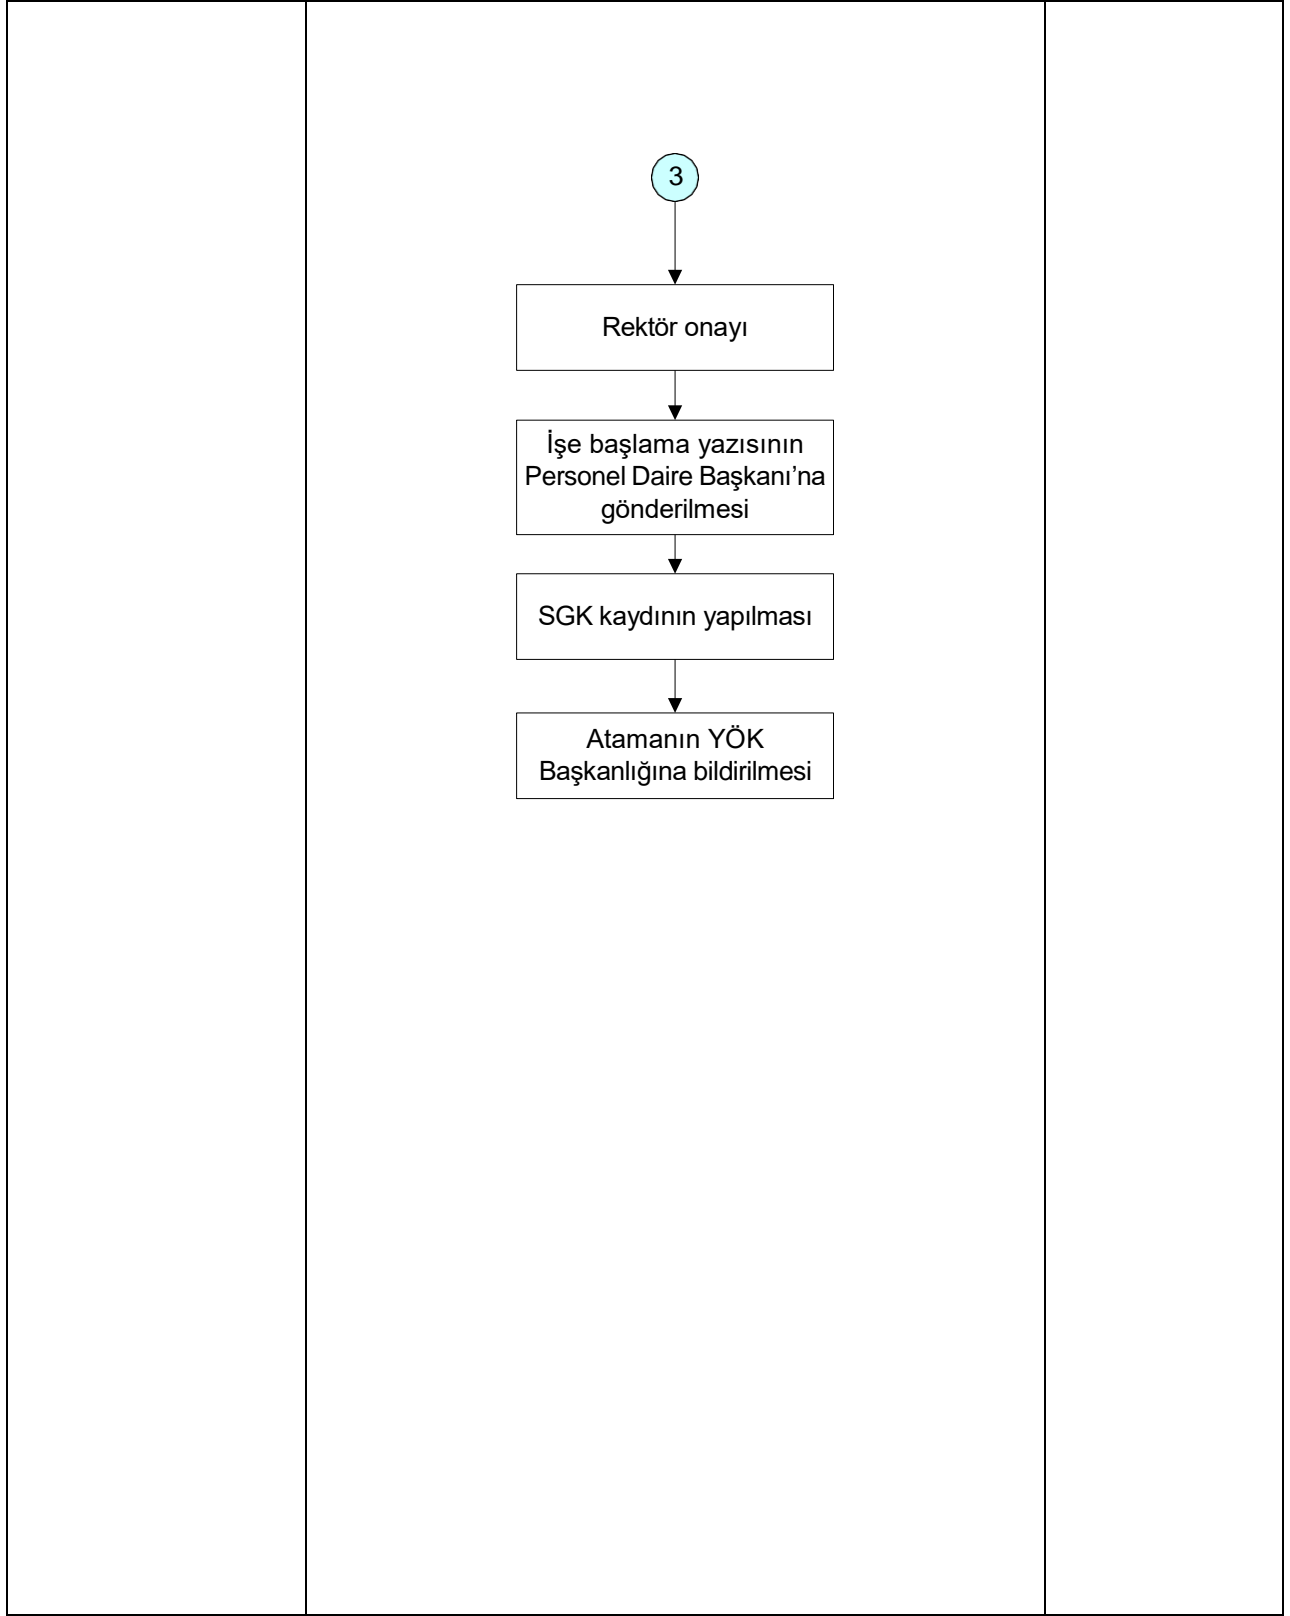 3
Rektör onayı
İşe başlama yazısının
Personel Daire Başkanı’na
gönderilmesi
SGK kaydının yapılması
Atamanın YÖK
Başkanlığına bildirilmesi